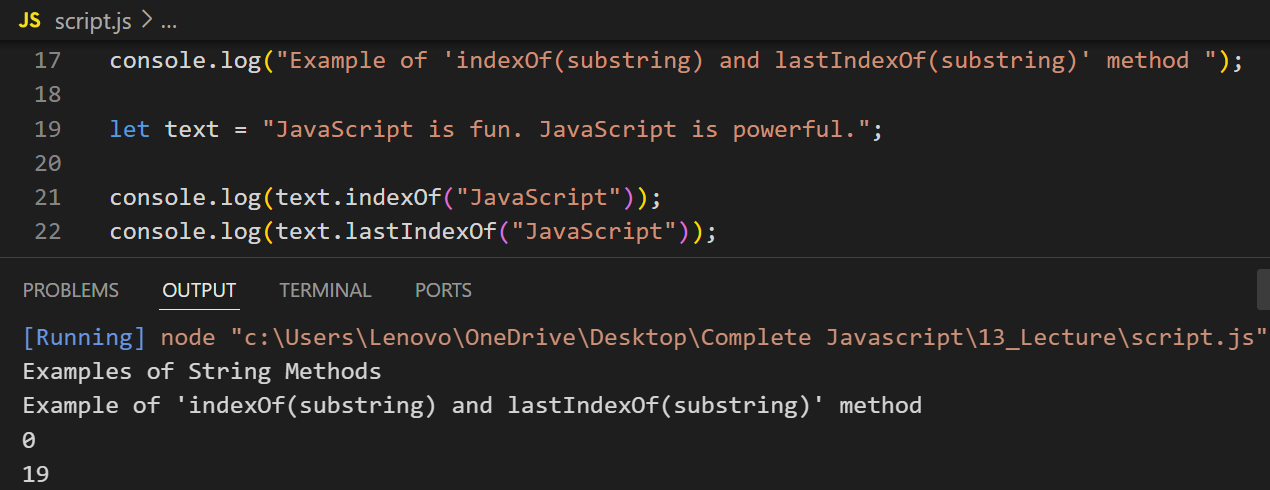 JS script.js > ...
17 console.log("Example of 'indexOf(substring) and lastIndexOf(substring)' method ");
18
19 let text = "JavaScript is fun. JavaScript is powerful.";
20
21 console.log(text.indexOf("JavaScript"));
22 console.log(text.lastIndexOf("JavaScript"));
PROBLEMS OUTPUT TERMINAL PORTS
[Running] node "c:\Users\Lenovo\OneDrive\Desktop\Complete Javascript\13_Lecture\script.js"
Examples of String Methods
Example of 'indexOf(substring) and lastIndexOf(substring)' method
0
19